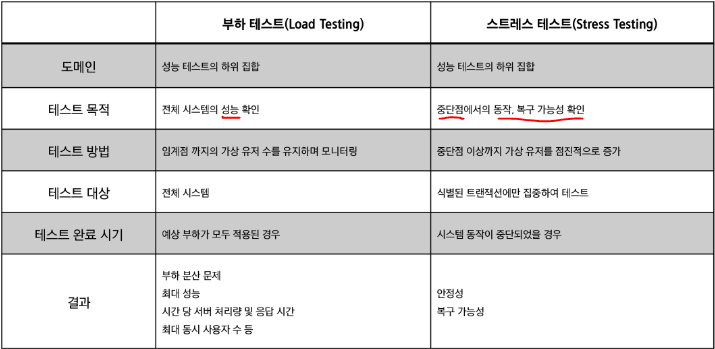 부하 테스트(Load Testing)
스트레스 테스트(Stress Testing)
도메인
성능 테스트의 하위 집합
성능 테스트의 하위 집합
테스트 목적
전체 시스템의 성능 확인
중단점에서의 동작, 복구 가능성 확인
테스트 방법
임계점 까지의 가상 유저 수를 유지하며 모니터링
중단점 이상까지 가상 유저를 점진적으로 증가
테스트 대상
전체 시스템
식별된 트랜잭션에만 집중하여 테스트
테스트 완료 시기
예상 부하가 모두 적용된 경우
시스템 동작이 중단되었을 경우
결과
부하 분산 문제
최대 성능
시간 당 서버 처리량 및 응답 시간
최대 동시 사용자 수 등
안정성
복구 가능성